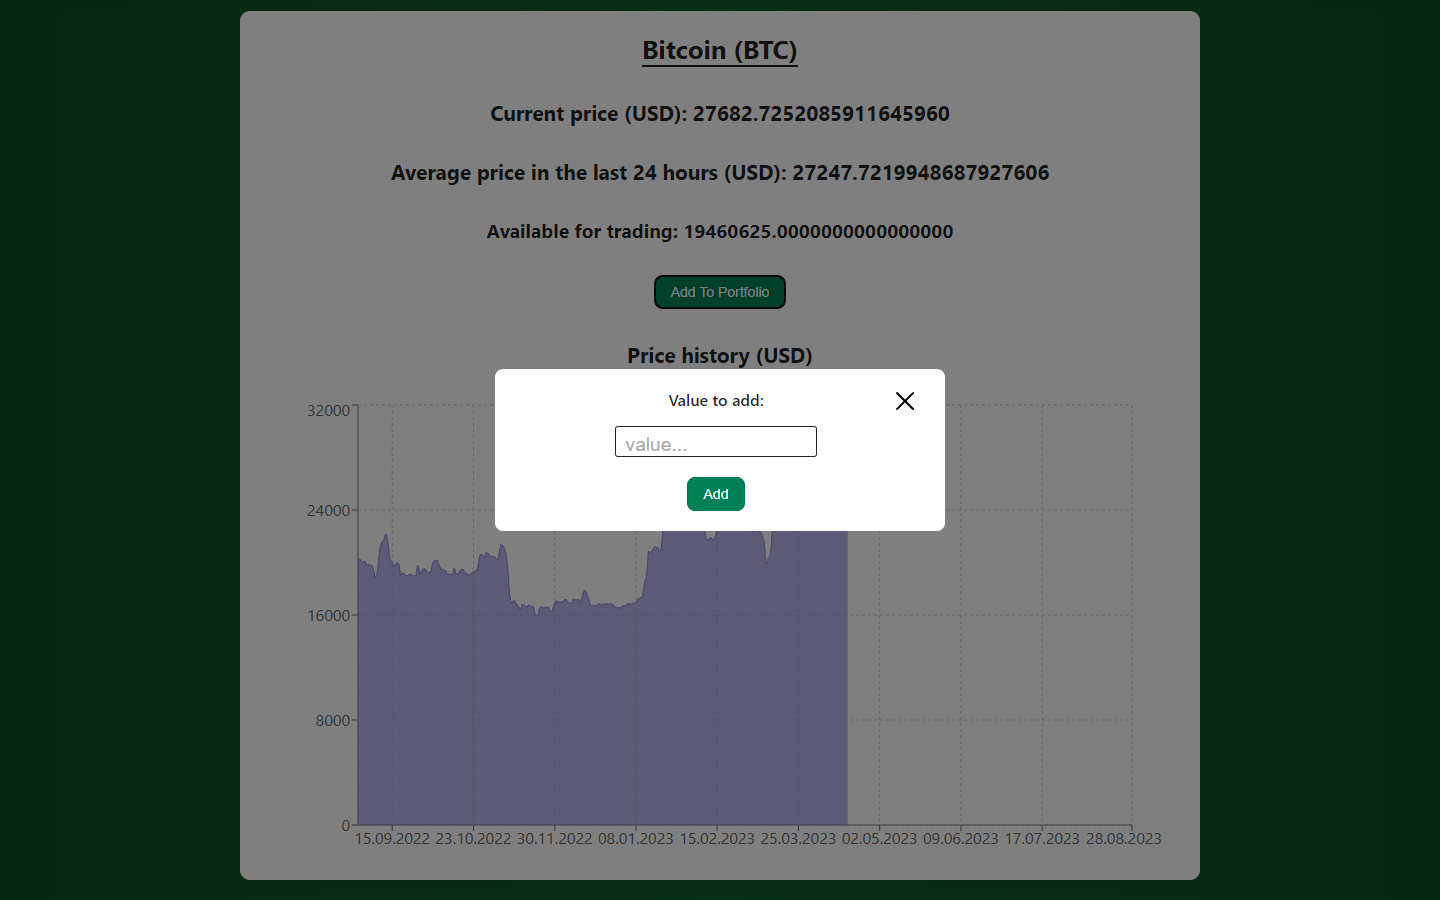 Bitcoin (BTC)
Current price (USD): 27682.7252085911645960
Average price in the last 24 hours (USD): 27247.7219948687927606
Available for trading: 19460625.0000000000000000
Add To Portfolio
Price history (USD)
Value to add:
value...
Add
32000
24000
16000
8000
0
15.09.2022 23.10.2022 30.11.2022 08.01.2023 15.02.2023 25.03.2023 02.05.2023 09.06.2023 17.07.2023 28.08.2023